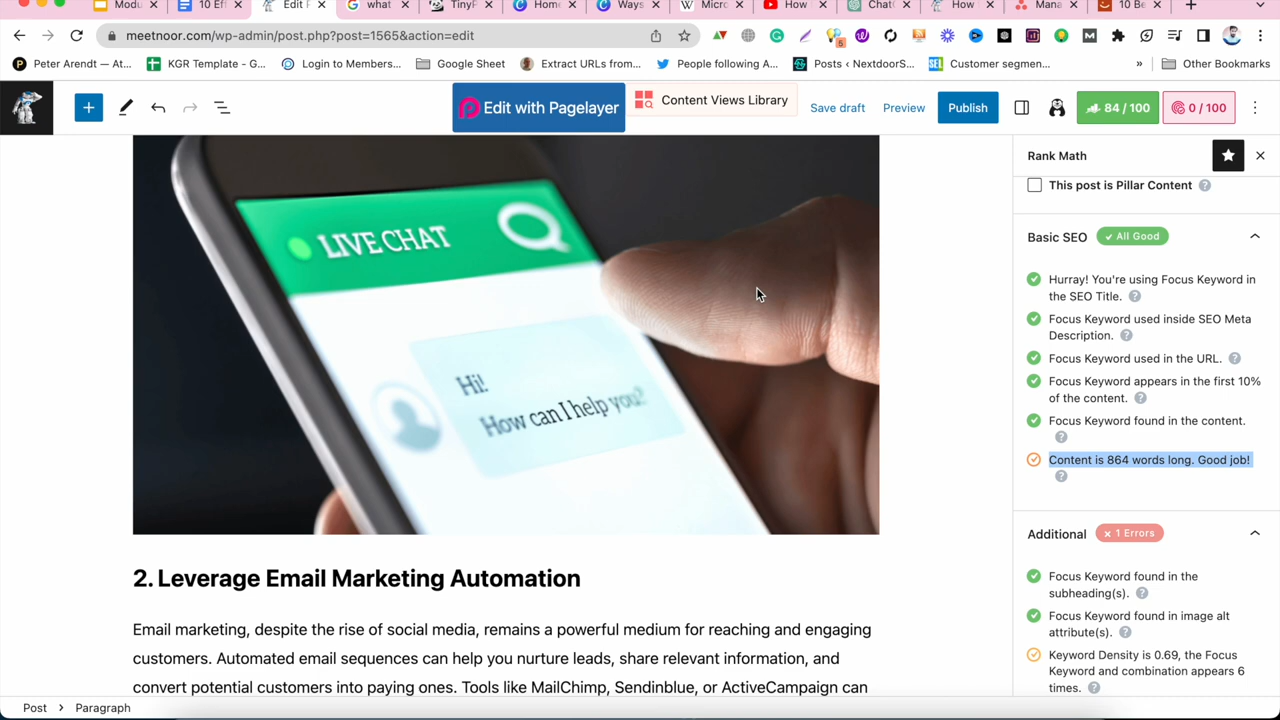 Modu
10 Ef
Edit F
what
TinyP
Home
Ways
Micro
How
ChatG
How
Mana
10 Be
meetnoor.com/wp-admin/post.php?post=1565&action=edit
5
Peter Arendt — At...
KGR Template - G...
Login to Members...
Google Sheet
Extract URLs from...
People following A...
Posts ‹ NextdoorS...
SEL
Customer segmen...
»
Other Bookmarks
Edit with Pagelayer
Content Views Library
Save draft
Preview
Publish
84 / 100
0 / 100
LIVE CHAT
Hi!
How can I help you?
2. Leverage Email Marketing Automation
Email marketing, despite the rise of social media, remains a powerful medium for reaching and engaging
customers. Automated email sequences can help you nurture leads, share relevant information, and
convert potential customers into paying ones. Tools like MailChimp, Sendinblue, or ActiveCampaign can
Rank Math
This post is Pillar Content
Basic SEO
All Good
Hurray! You're using Focus Keyword in
the SEO Title.
Focus Keyword used inside SEO Meta
Description.
Focus Keyword used in the URL.
Focus Keyword appears in the first 10%
of the content.
Focus Keyword found in the content.
Content is 864 words long. Good job!
Additional
× 1 Errors
Focus Keyword found in the
subheading(s).
Focus Keyword found in image alt
attribute(s).
Keyword Density is 0.69, the Focus
Keyword and combination appears 6
times.
Post
Paragraph